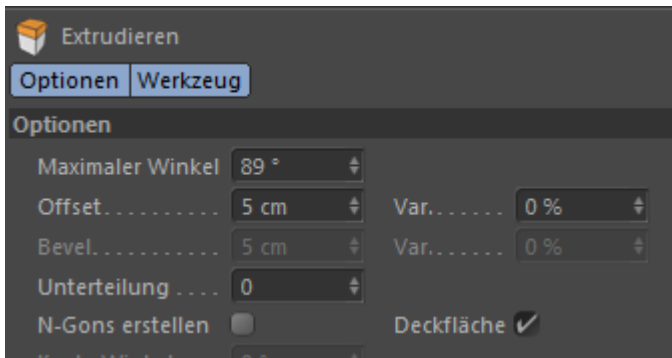 Extrudieren
Optionen Werkzeug
Optionen
Maximaler Winkel 89 °
Offset.......... 5 cm Var....... 0 %
Bevel........... 5 cm Var....... 0 %
Unterteilung .... 0
N-Gons erstellen Deckfläche